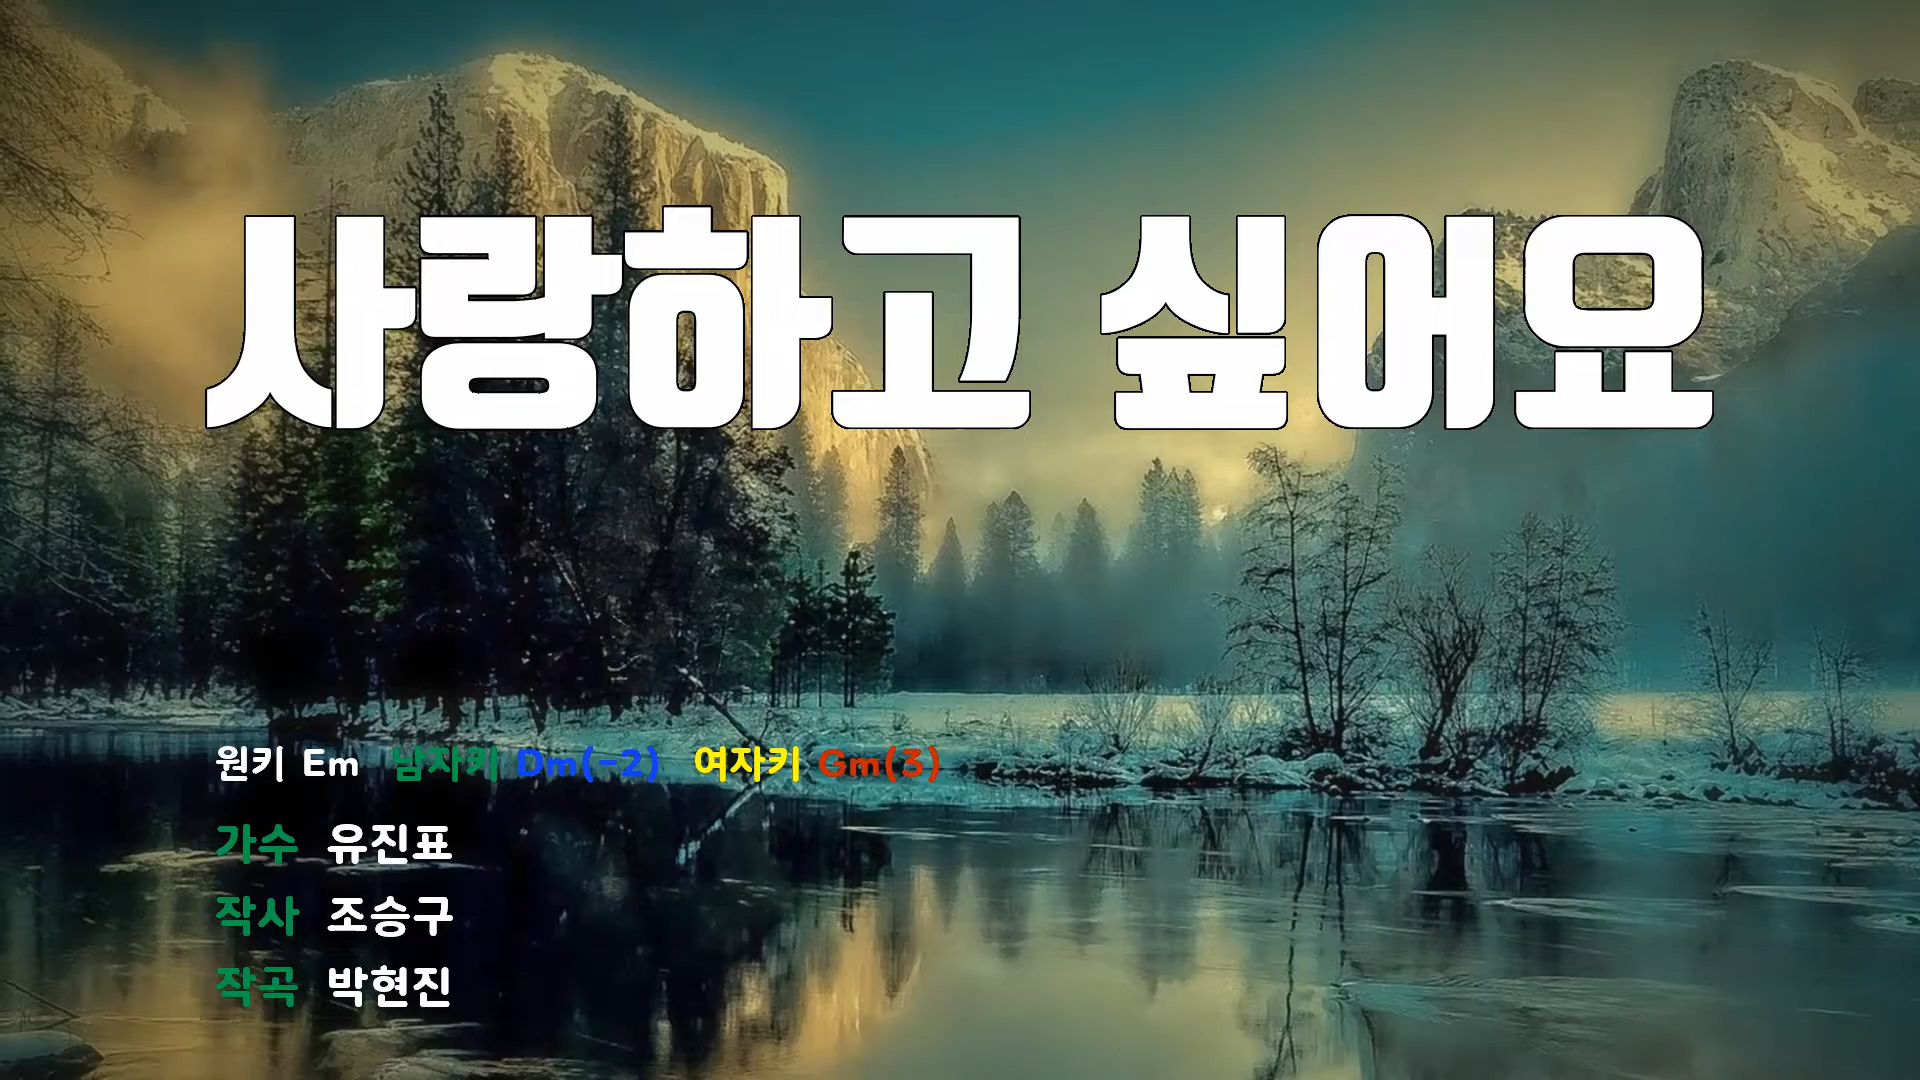 사랑하고 싶어요
원키 Em 남자키 Dm(-2) 여자키 Gm(3)
가수 유진표
작사 조승구
작곡 박현진